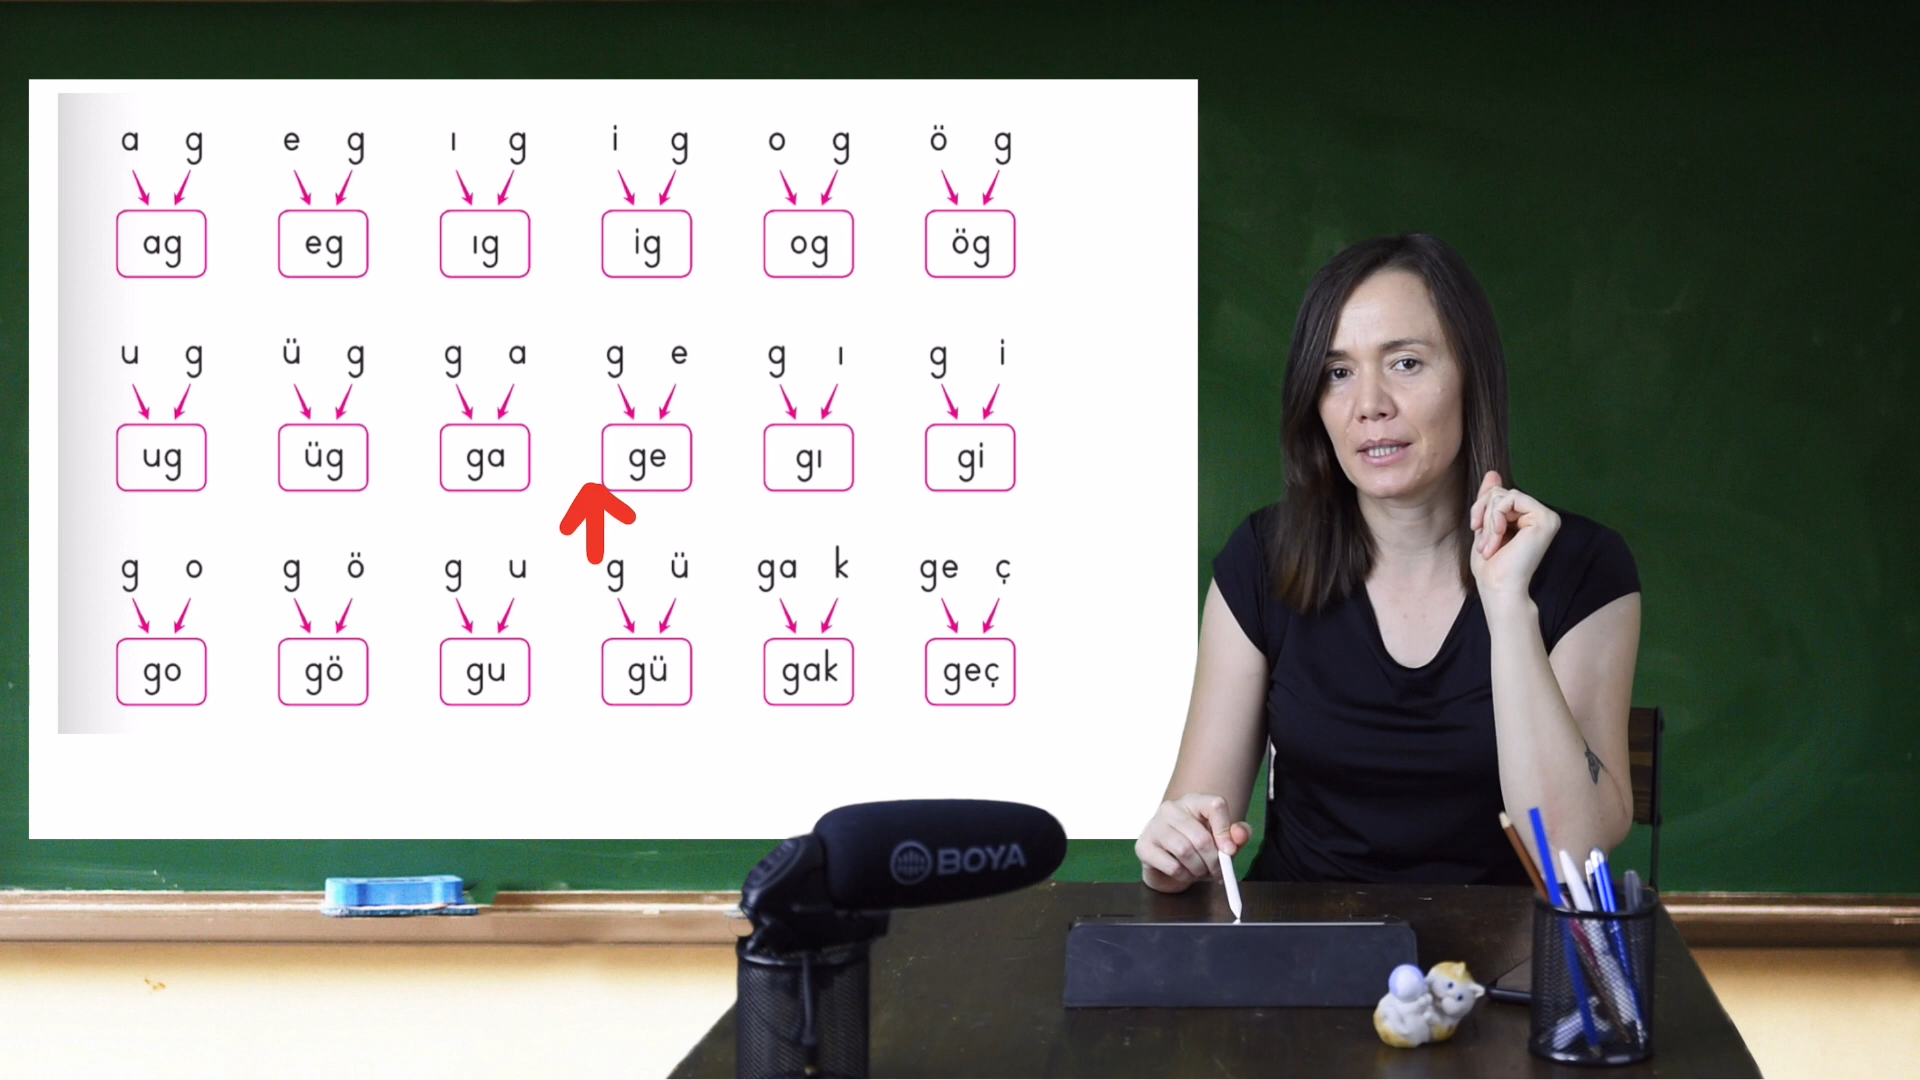 a g e g ı g i g o g ö g
ag eg ıg ig og ög
u g ü g g a g e g ı g i
ug üg ga ge gı gi
g o g ö g u g ü ga k ge ç
go gö gu gü gak geç
BOYA